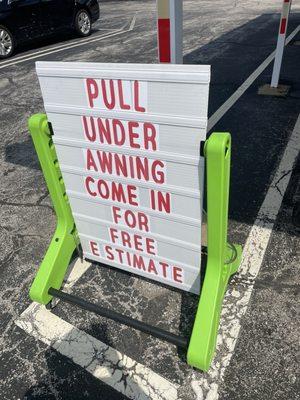 PULL
UNDER
AWNING
COME IN
FOR
FREE
ESTIMATE